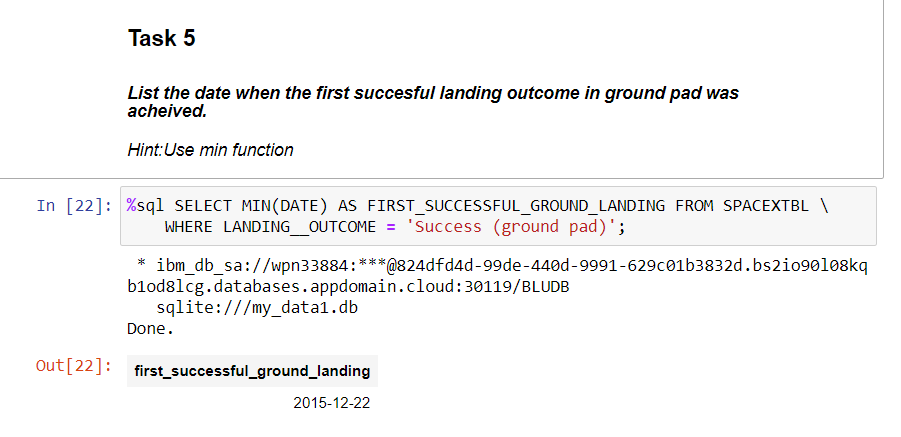 Task 5
List the date when the first succesful landing outcome in ground pad was
acheived.
Hint:Use min function
In [22]: %sql SELECT MIN(DATE) AS FIRST_SUCCESSFUL_GROUND_LANDING FROM SPACEXTBL \
WHERE LANDING__OUTCOME = 'Success (ground pad)';
* ibm_db_sa://wpn33884:***@824dfd4d-99de-440d-9991-629c01b3832d.bs2io90l08kq
b1od8lcg.databases.appdomain.cloud:30119/BLUDB
sqlite:///my_data1.db
Done.
Out[22]: first_successful_ground_landing
2015-12-22